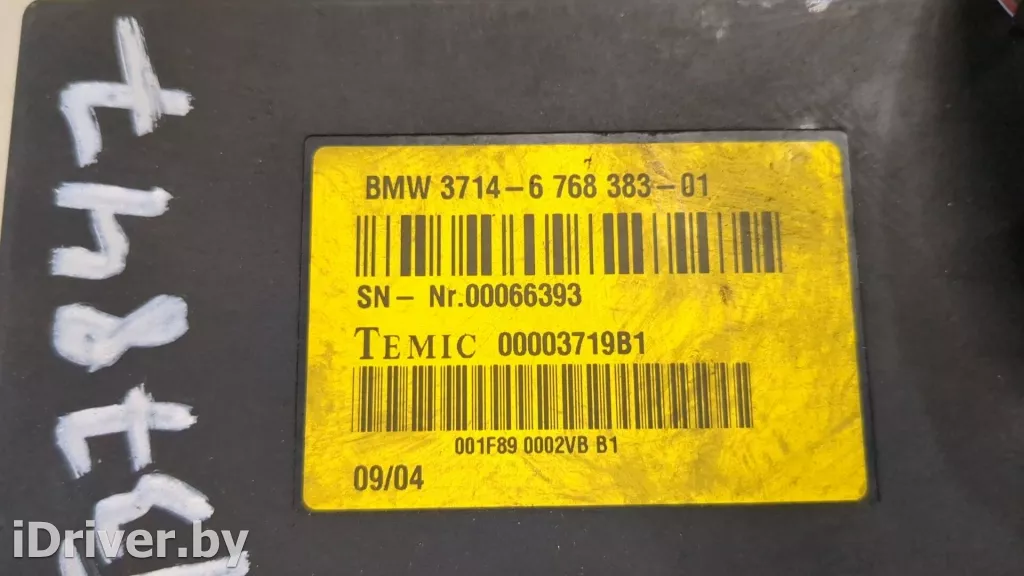 BMW 3714-6 768 383-01
SN- Nr.00066393
TEMIC 00003719B1
001F89 0002VB B1
09/04
iDriver.by